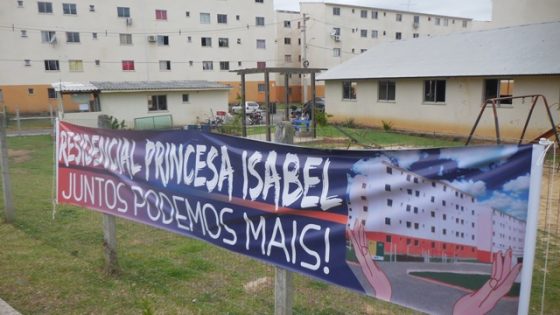 RESIDENCIAL PRINCESA ISABEL
JUNTOS PODEMOS MAIS!